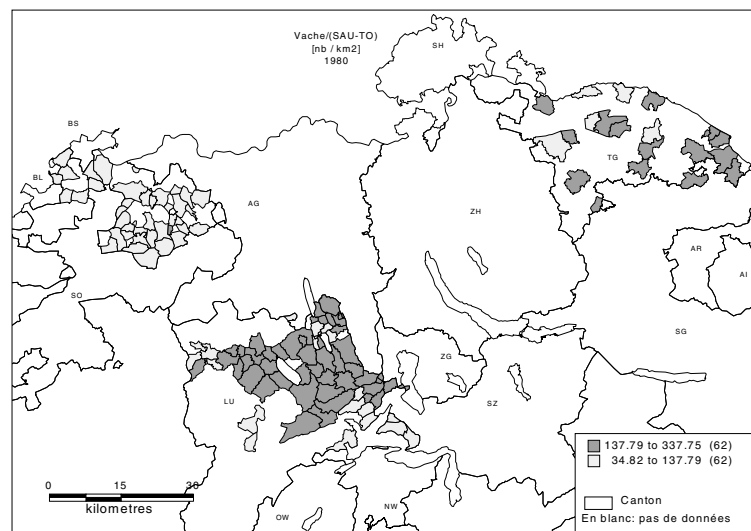 Vache/(SAU-TO)
[nb / km2]
1980
SH
BS
BL
TG
AG
ZH
AR
AI
SO
SG
ZG
LU
SZ
137.79 to 337.75 (62)
34.82 to 137.79 (62)
0 15 30
kilometres
Canton
NW
OW
En blanc: pas de données